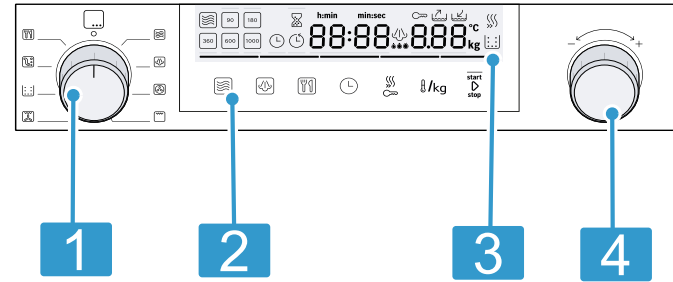 h:min min:sec
90 180
88:88 8.88 °C
360 600 1000 kg
- +
/kg
start
stop
1 2 3 4